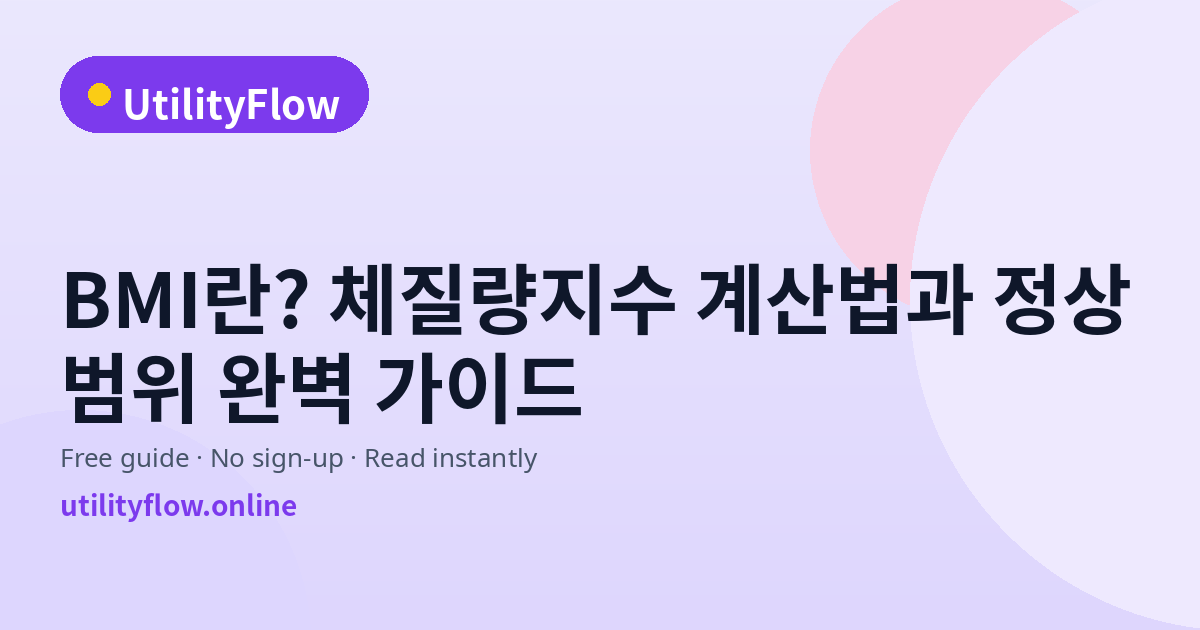 UtilityFlow
BMI란? 체질량지수 계산법과 정상
범위 완벽 가이드
Free guide · No sign-up · Read instantly
utilityflow.online